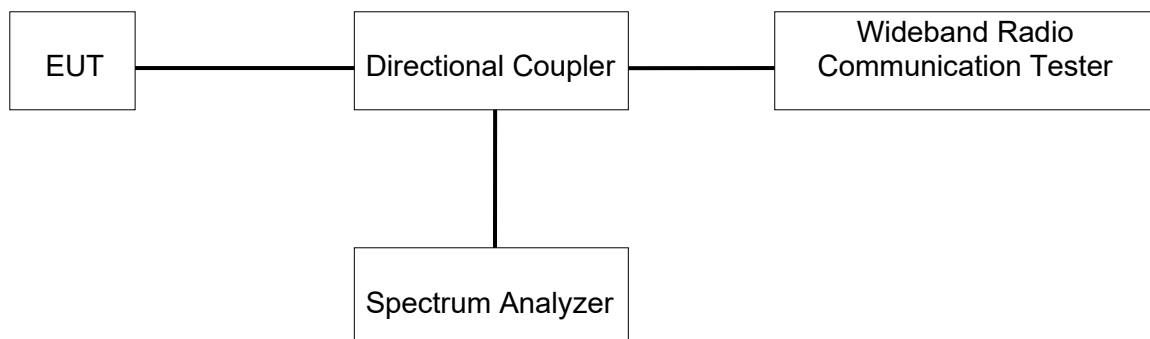 EUT
Directional Coupler
Wideband Radio
Communication Tester
Spectrum Analyzer